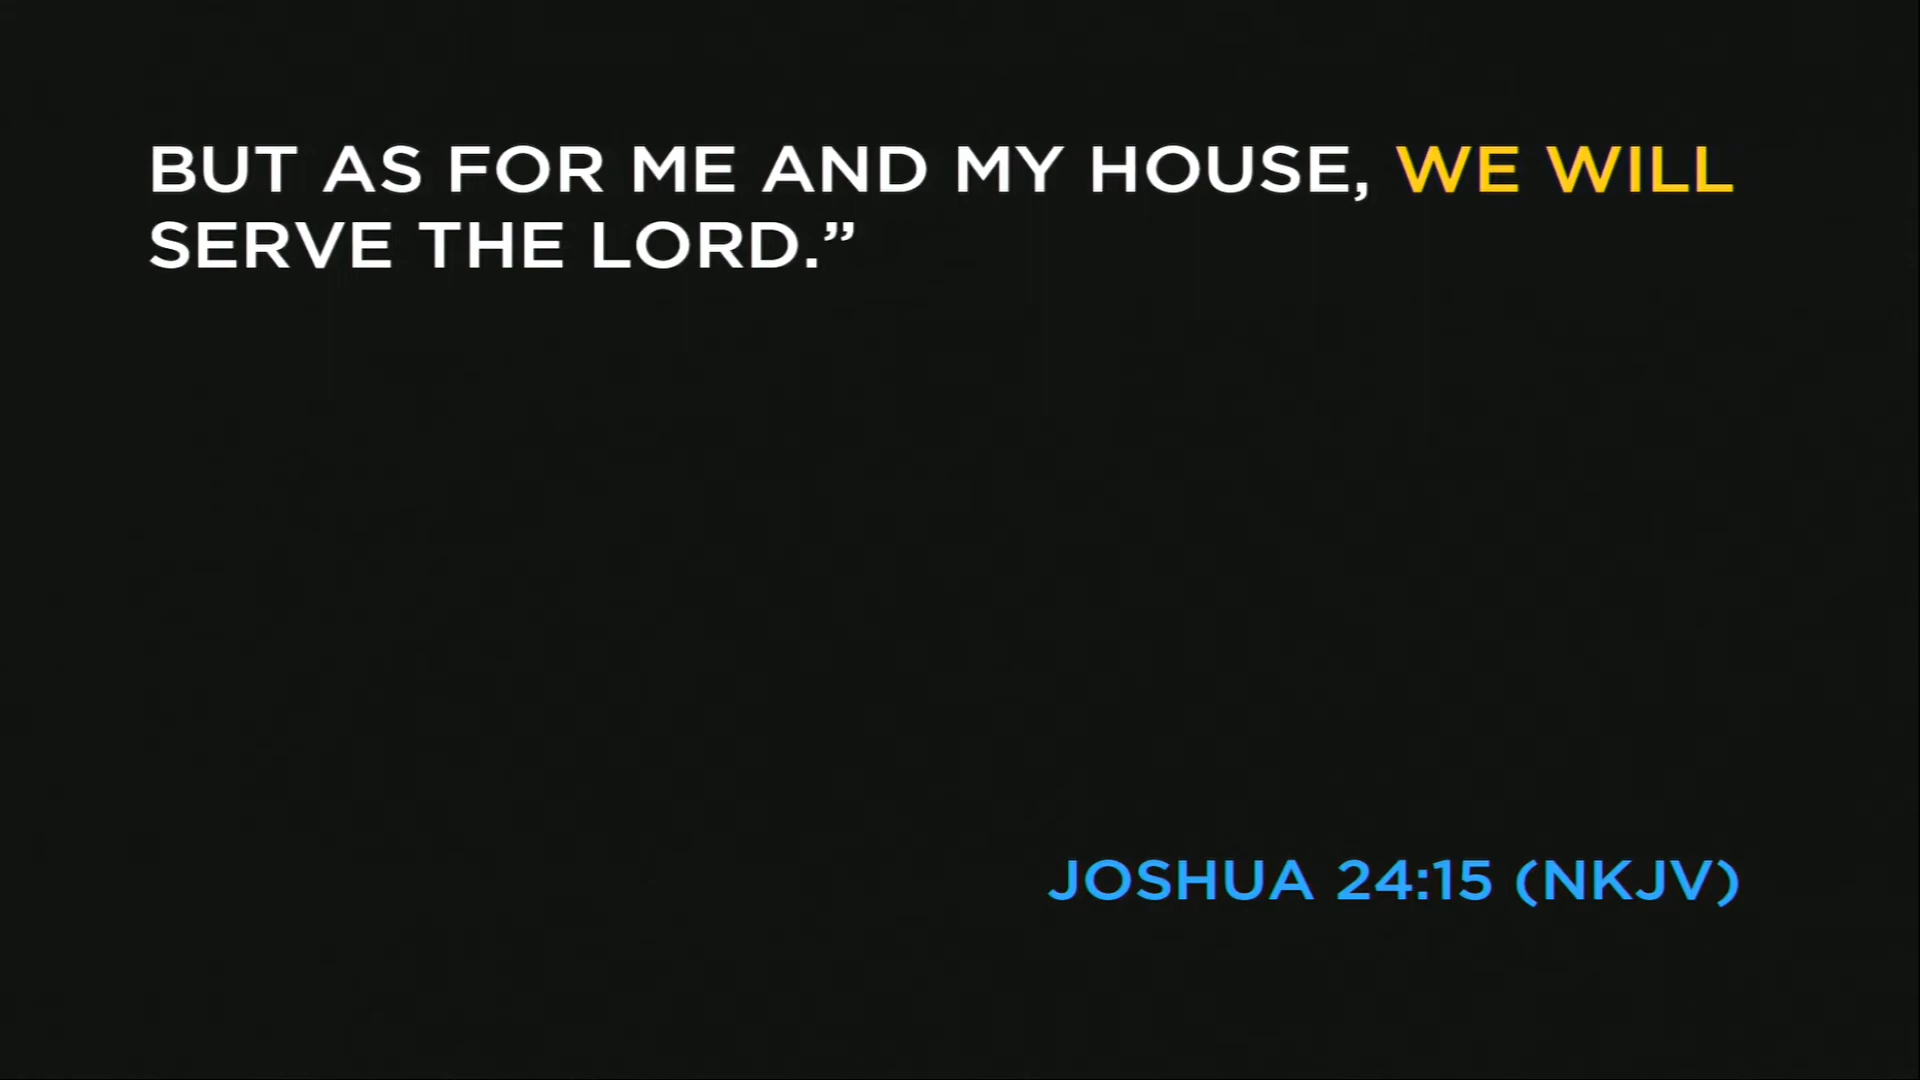 BUT AS FOR ME AND MY HOUSE, WE WILL
SERVE THE LORD.”
JOSHUA 24:15 (NKJV)